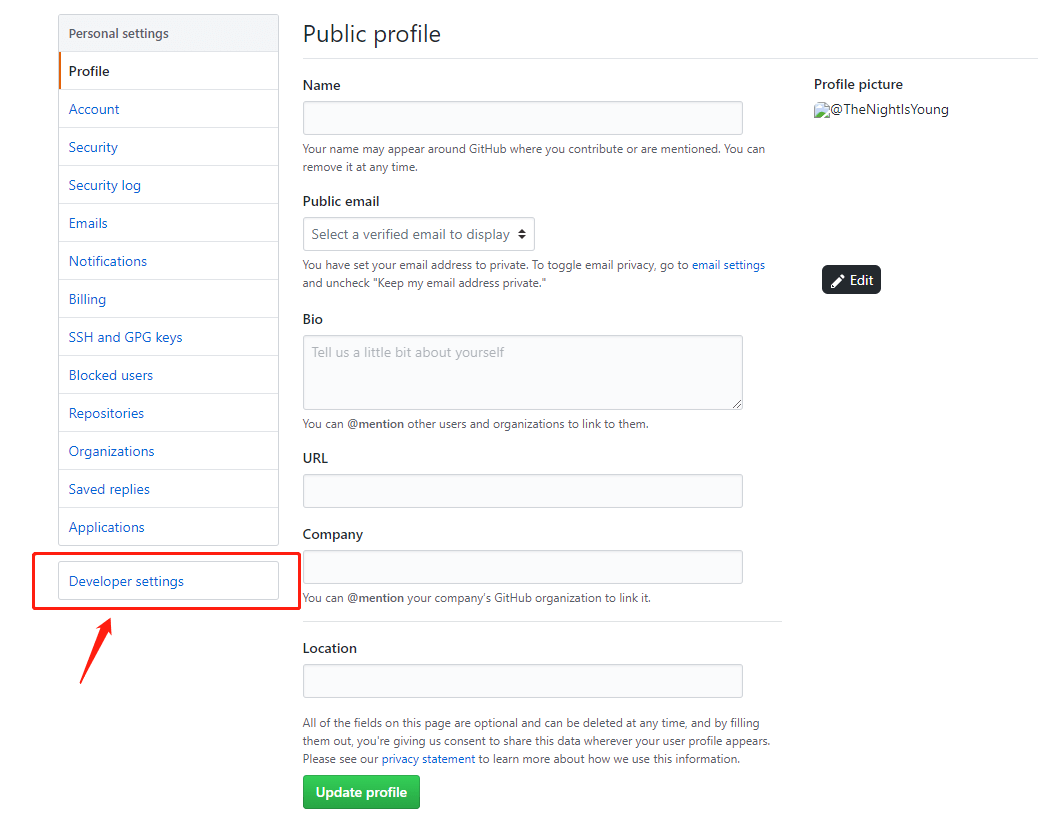 Personal settings
Profile
Account
Security
Security log
Emails
Notifications
Billing
SSH and GPG keys
Blocked users
Repositories
Organizations
Saved replies
Applications
Developer settings
Public profile
Name
Your name may appear around GitHub where you contribute or are mentioned. You can
remove it at any time.
Public email
Select a verified email to display
You have set your email address to private. To toggle email privacy, go to email settings
and uncheck "Keep my email address private."
Bio
Tell us a little bit about yourself
You can @mention other users and organizations to link to them.
URL
Company
You can @mention your company's GitHub organization to link it.
Location
All of the fields on this page are optional and can be deleted at any time, and by filling
them out, you're giving us consent to share this data wherever your user profile appears.
Please see our privacy statement to learn more about how we use this information.
Update profile
Profile picture
@TheNightIsYoung
Edit